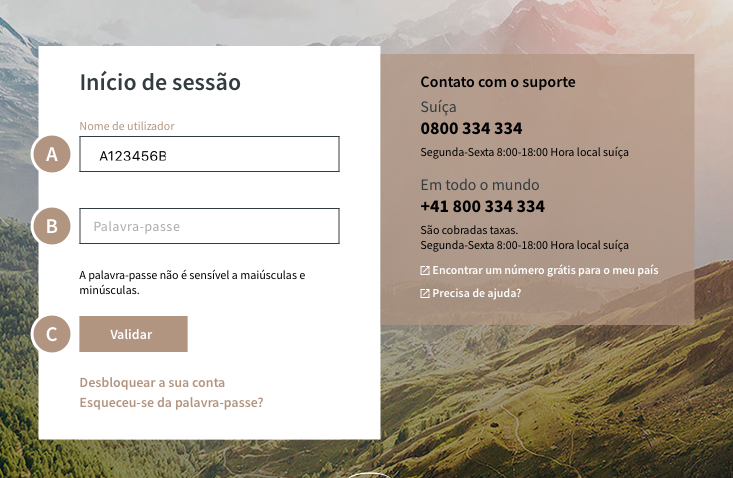 Início de sessão
Nome de utilizador
A
A123456B
B
Palavra-passe
A palavra-passe não é sensível a maiúsculas e
minúsculas.
C
Validar
Desbloquear a sua conta
Esqueceu-se da palavra-passe?
Contato com o suporte
Suíça
0800 334 334
Segunda-Sexta 8:00-18:00 Hora local suíça
Em todo o mundo
+41 800 334 334
São cobradas taxas.
Segunda-Sexta 8:00-18:00 Hora local suíça
Encontrar um número grátis para o meu país
Precisa de ajuda?